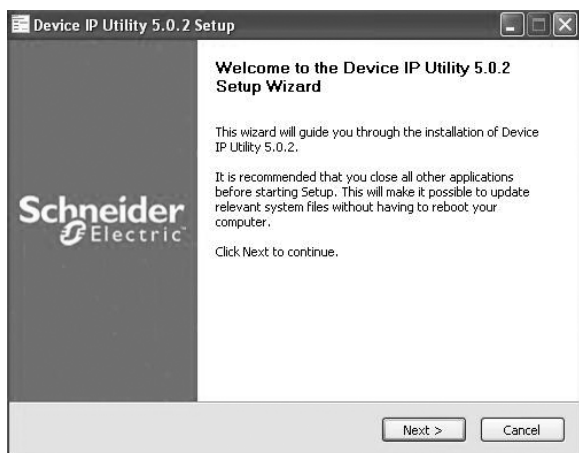 Device IP Utility 5.0.2 Setup
Welcome to the Device IP Utility 5.0.2
Setup Wizard
This wizard will guide you through the installation of Device
IP Utility 5.0.2.
It is recommended that you close all other applications
before starting Setup. This will make it possible to update
relevant system files without having to reboot your
computer.
Click Next to continue.
Schneider
Electric
Next >
Cancel